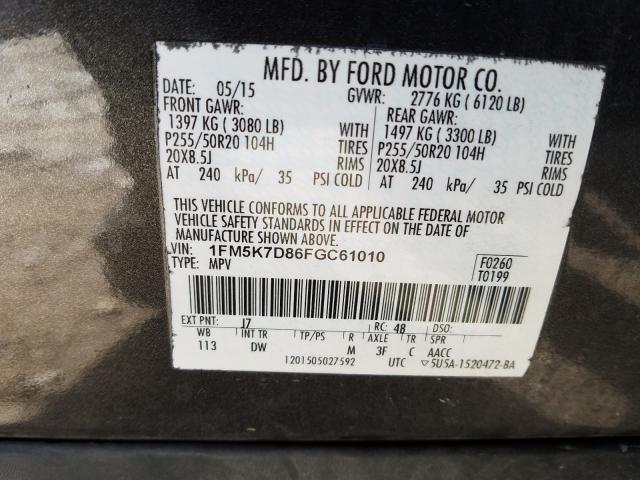 MFD. BY FORD MOTOR CO.
DATE: 05/15 GVWR: 2776 KG ( 6120 LB)
FRONT GAWR: REAR GAWR:
1397 KG ( 3080 LB) WITH 1497 KG ( 3300 LB) WITH
P255/50R20 104H TIRES P255/50R20 104H TIRES
20X8.5J RIMS 20X8.5J RIMS
AT 240 kPa/ 35 PSI COLD AT 240 kPa/ 35 PSI COLD
THIS VEHICLE CONFORMS TO ALL APPLICABLE FEDERAL MOTOR
VEHICLE SAFETY STANDARDS IN EFFECT ON THE DATE OF
MANUFACTURE SHOWN ABOVE.
VIN: 1FM5K7D86FGC61010 F0260
TYPE: MPV T0199
EXT PNT: J7 RC: 48 DSO:
WB INT TR TP/PS R AXLE TR SPR
113 DW M 3F C AACC
1201505027592 UTC ▽5U5A-1520472-BA